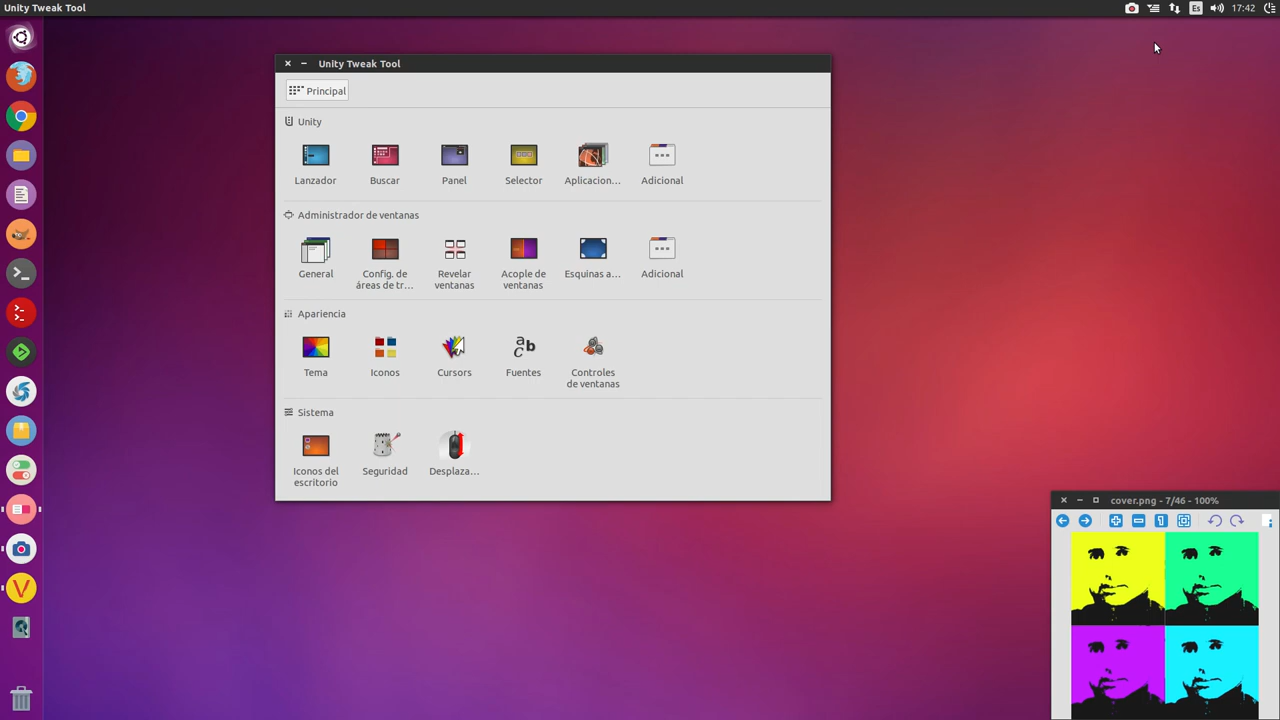 Unity Tweak Tool
Es
17:42
Unity Tweak Tool
Principal
Unity
Lanzador
Buscar
Panel
Selector
Aplicacion...
Adicional
Administrador de ventanas
General
Config. de
áreas de tr...
Revelar
ventanas
Acople de
ventanas
Esquinas a...
Adicional
Apariencia
Tema
Iconos
Cursors
Fuentes
Controles
de ventanas
Sistema
Iconos del
escritorio
Seguridad
Desplaza...
cover.png - 7/46 - 100%